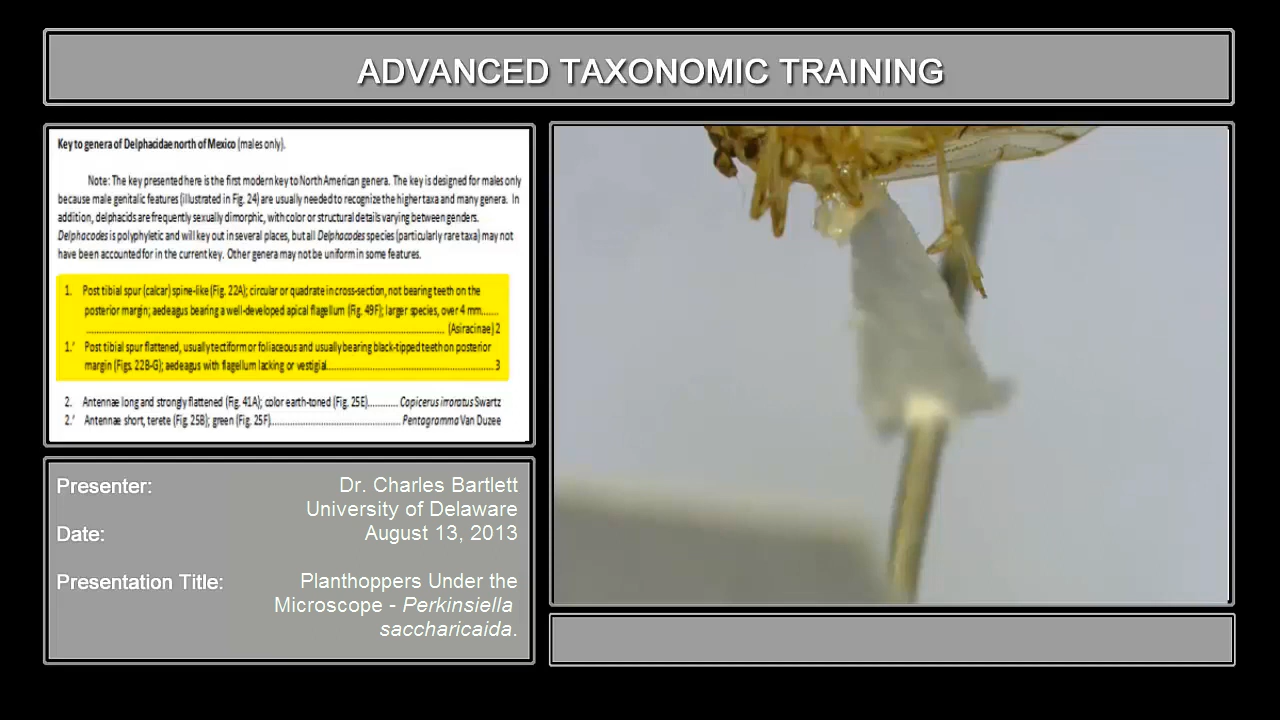 ADVANCED TAXONOMIC TRAINING
Key to genera of Delphacidae north of Mexico (males only).
Note: The key presented here is the first modern key to North American genera. The key is designed for males only
because male genitalic features (illustrated in Fig. 24) are usually needed to recognize the higher taxa and many genera. In
addition, delphacids are frequently sexually dimorphic, with color or structural details varying between genders.
Delphacodes is polyphyletic and will key out in several places, but all Delphacodes species (particularly rare taxa) may not
have been accounted for in the current key. Other genera may not be uniform in some features.
1. Post tibial spur (calcar) spine-like (Fig. 22A); circular or quadrate in cross-section, not bearing teeth on the
posterior margin; aedeagus bearing a well-developed apical flagellum (Fig. 49F); larger species, over 4 mm......
................................................................................ (Asiracinae) 2
1.' Post tibial spur flattened, usually tectiform or foliaceous and usually bearing black-tipped teeth on posterior
margin (Figs. 22B-G); aedeagus with flagellum lacking or vestigial.................................................. 3
2. Antennae long and strongly flattened (Fig. 41A); color earth-toned (Fig. 25E)............ Copicerus irroratus Swartz
2.' Antennae short, terete (Fig. 25B); green (Fig. 25F)........................................ Pentagramma Van Duzee
Presenter: Dr. Charles Bartlett
University of Delaware
Date: August 13, 2013
Presentation Title: Planthoppers Under the
Microscope - Perkinsiella
saccharicaida.